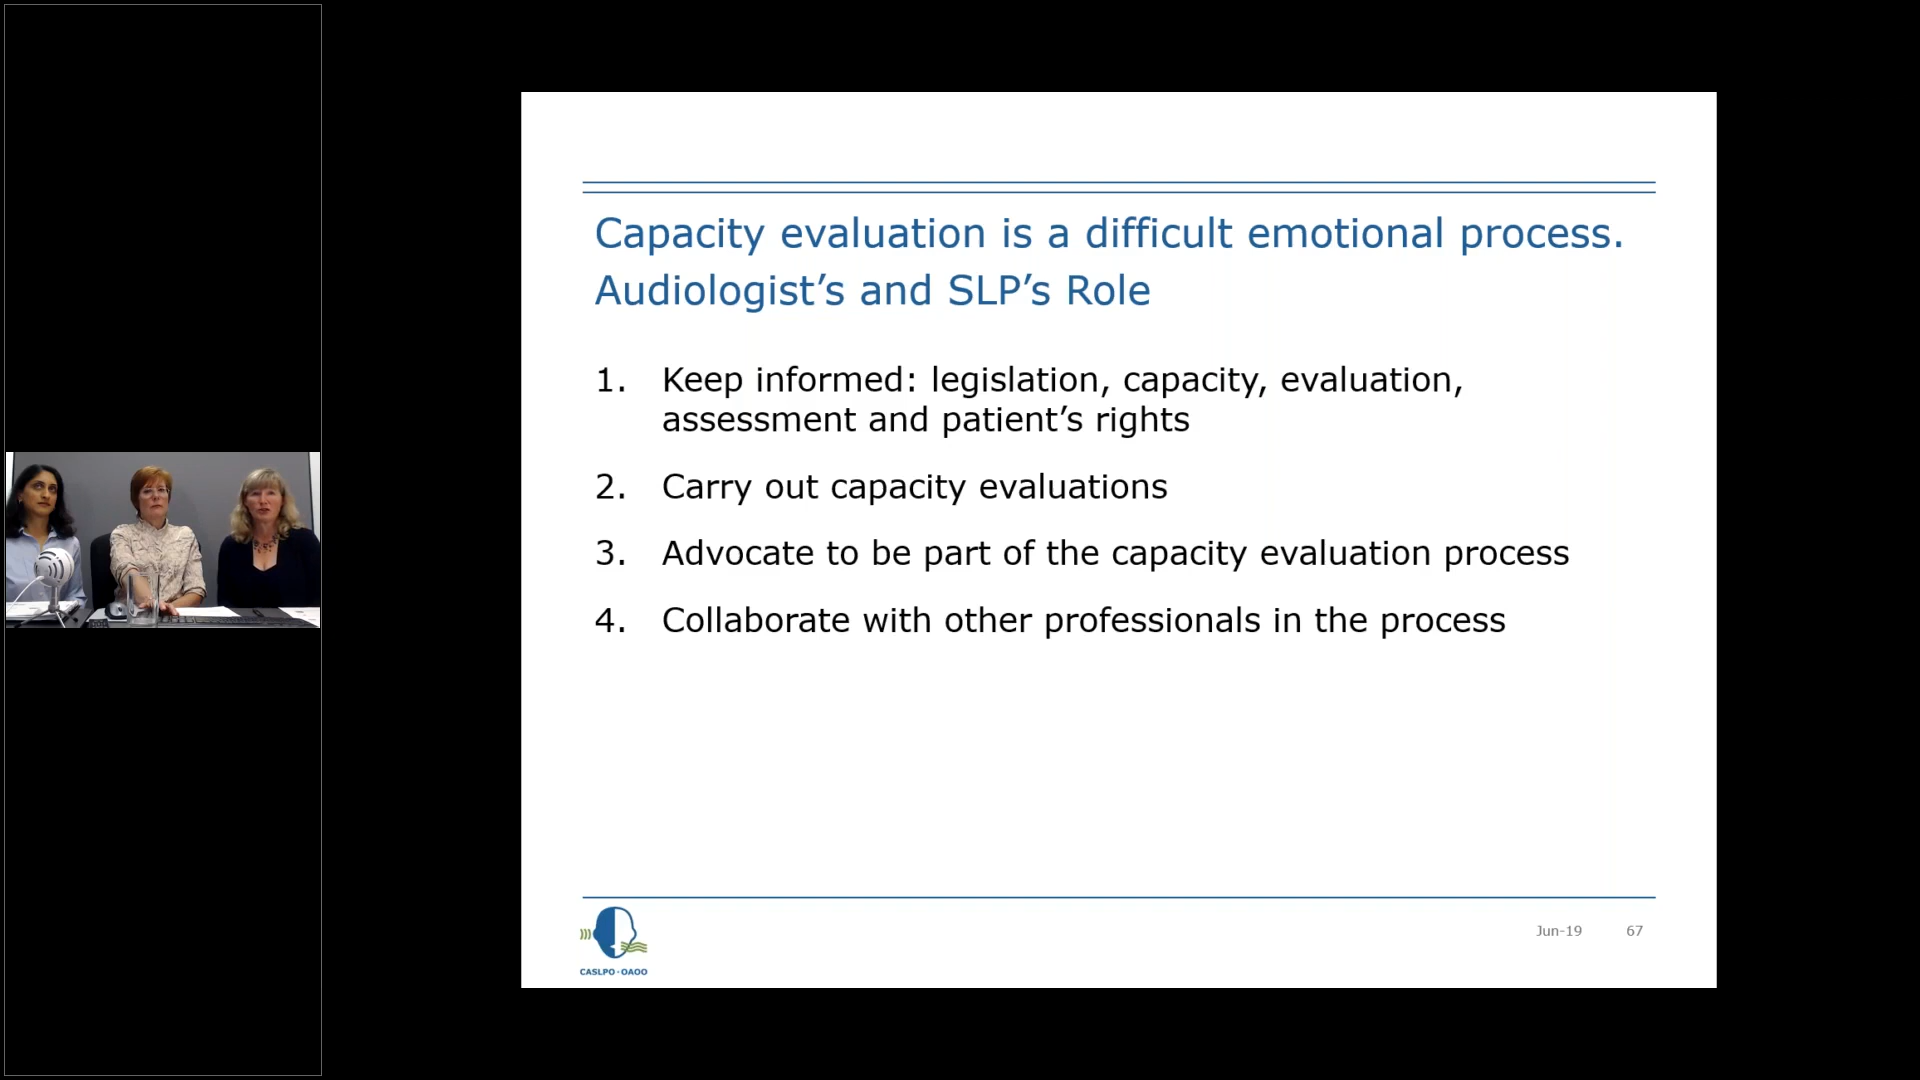 Capacity evaluation is a difficult emotional process.
Audiologist’s and SLP’s Role
1. Keep informed: legislation, capacity, evaluation,
assessment and patient’s rights
2. Carry out capacity evaluations
3. Advocate to be part of the capacity evaluation process
4. Collaborate with other professionals in the process
CASLPO·OAOO
Jun-19 67